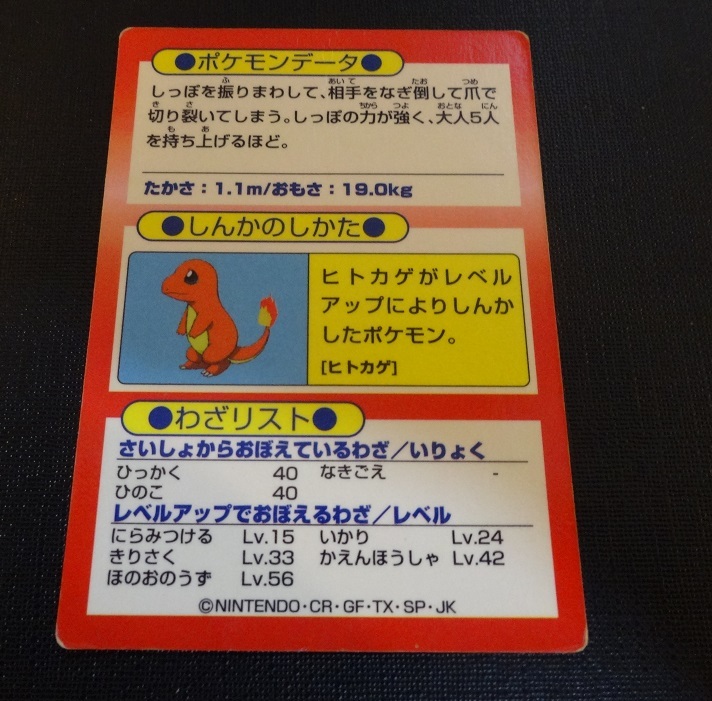 ●ポケモンデータ●
しっぽを振りまわして、相手をなぎ倒して爪で
切り裂いてしまう。しっぽの力が強く、大人5人
を持ち上げるほど。
たかさ：1.1m/おもさ：19.0kg
●しんかのしかた●
ヒトカゲがレベル
アップによりしんか
したポケモン。
[ヒトカゲ]
●わざリスト●
さいしょからおぼえているわざ／いりょく
ひっかく 40 なきごえ -
ひのこ 40
レベルアップでおぼえるわざ／レベル
にらみつける Lv.15 いかり Lv.24
きりさく Lv.33 かえんほうしゃ Lv.42
ほのおのうず Lv.56
©NINTENDO・CR・GF・TX・SP・JK